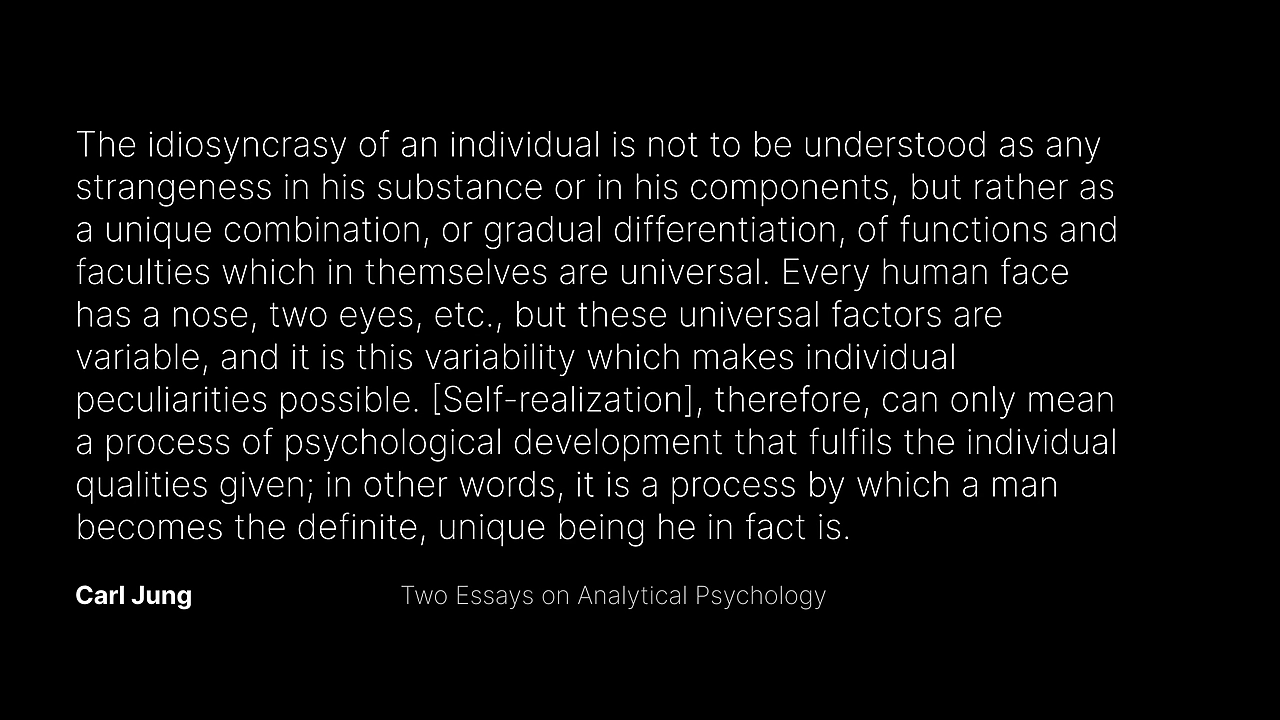 The idiosyncrasy of an individual is not to be understood as any
strangeness in his substance or in his components, but rather as
a unique combination, or gradual differentiation, of functions and
faculties which in themselves are universal. Every human face
has a nose, two eyes, etc., but these universal factors are
variable, and it is this variability which makes individual
peculiarities possible. [Self-realization], therefore, can only mean
a process of psychological development that fulfils the individual
qualities given; in other words, it is a process by which a man
becomes the definite, unique being he in fact is.
Carl Jung Two Essays on Analytical Psychology